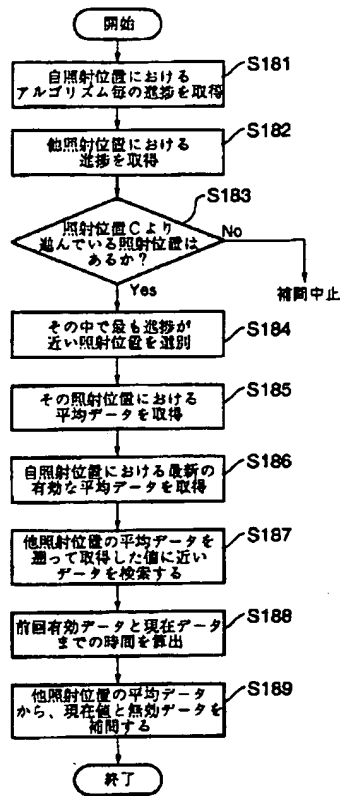 開始
自照射位置における
アルゴリズム毎の進捗を取得
S181
他照射位置における
進捗を取得
S182
照射位置Cより
進んでいる照射位置は
あるか?
S183
No
補間中止
Yes
その中で最も進捗が
近い照射位置を選別
S184
その照射位置における
平均データを取得
S185
自照射位置における最新の
有効な平均データを取得
S186
他照射位置の平均データを
遡って取得した値に近い
データを検索する
S187
前回有効データと現在データ
までの時間を算出
S188
他照射位置の平均データ
から、現在値と無効データを
補間する
S189
終了